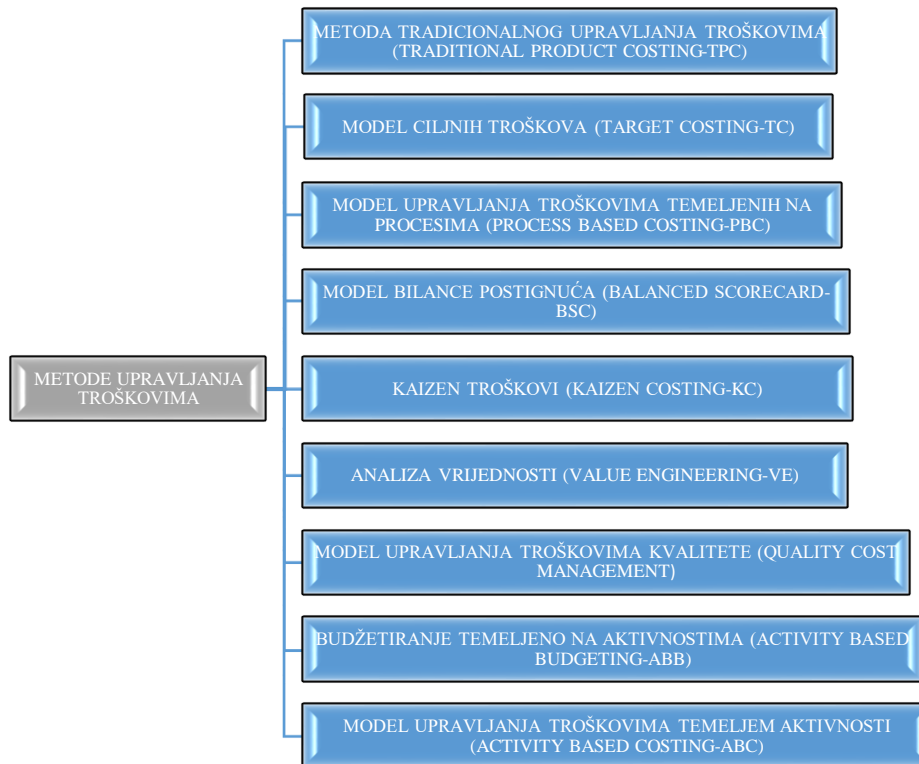 METODA TRADICIONALNOG UPRAVLJANJA TROŠKOVIMA
(TRADITIONAL PRODUCT COSTING-TPC)
MODEL CILJNIH TROŠKOVA (TARGET COSTING-TC)
MODEL UPRAVLJANJA TROŠKOVIMA TEMELJENIH NA
PROCESIMA (PROCESS BASED COSTING-PBC)
MODEL BILANCE POSTIGNUĆA (BALANCED SCORECARD-
BSC)
METODE UPRAVLJANJA
TROŠKOVIMA
KAIZEN TROŠKOVI (KAIZEN COSTING-KC)
ANALIZA VRIJEDNOSTI (VALUE ENGINEERING-VE)
MODEL UPRAVLJANJA TROŠKOVIMA KVALITETE (QUALITY COST
MANAGEMENT)
BUDŽETIRANJE TEMELJENO NA AKTIVNOSTIMA (ACTIVITY BASED
BUDGETING-ABB)
MODEL UPRAVLJANJA TROŠKOVIMA TEMELJEM AKTIVNOSTI
(ACTIVITY BASED COSTING-ABC)